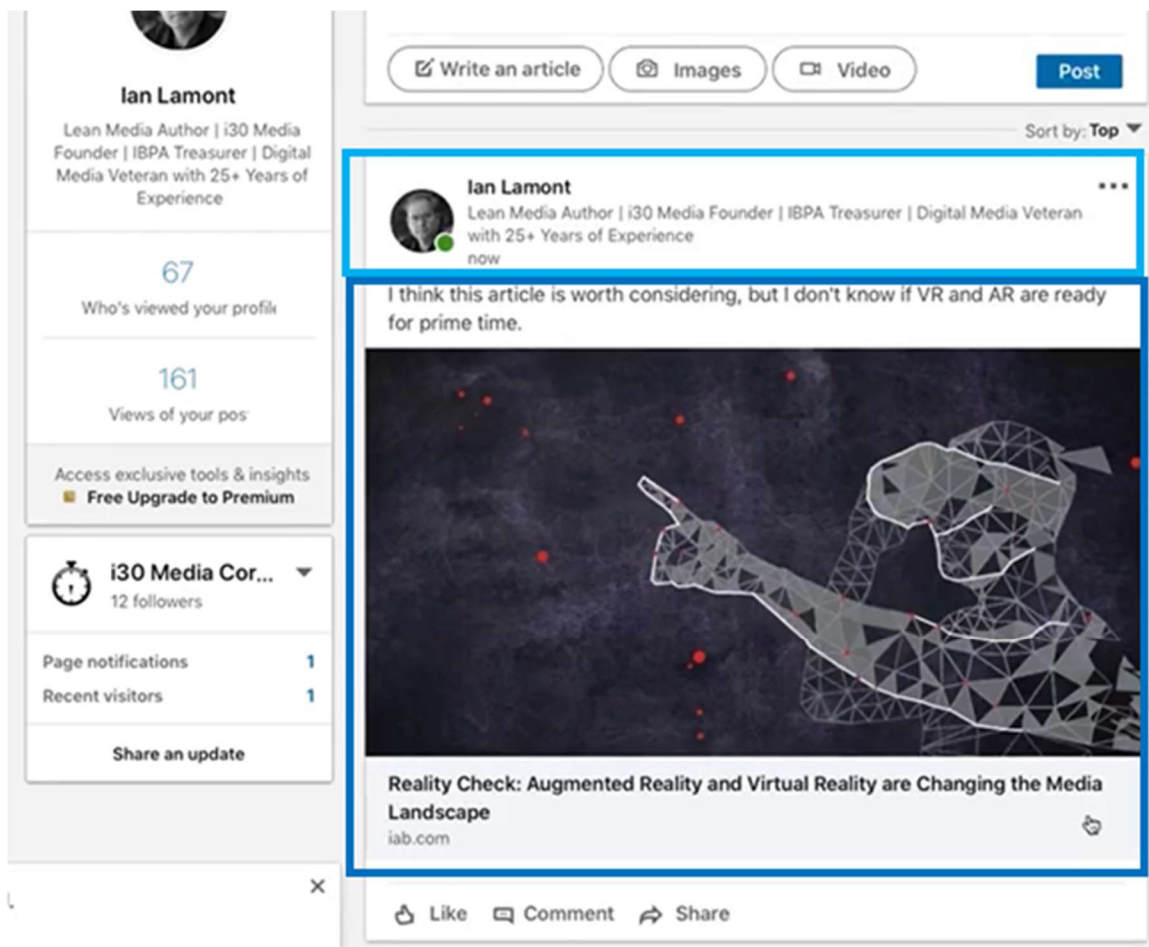 Ian Lamont
Lean Media Author | i30 Media
Founder | IBPA Treasurer | Digital
Media Veteran with 25+ Years of
Experience
67
Who's viewed your profile
161
Views of your pos
Access exclusive tools & insights
Free Upgrade to Premium
i30 Media Cor...
12 followers
Page notifications 1
Recent visitors 1
Share an update
Write an article Images Video Post
Sort by: Top
Ian Lamont
Lean Media Author | i30 Media Founder | IBPA Treasurer | Digital Media Veteran
with 25+ Years of Experience
now
I think this article is worth considering, but I don't know if VR and AR are ready
for prime time.
Reality Check: Augmented Reality and Virtual Reality are Changing the Media
Landscape
iab.com
Like Comment Share